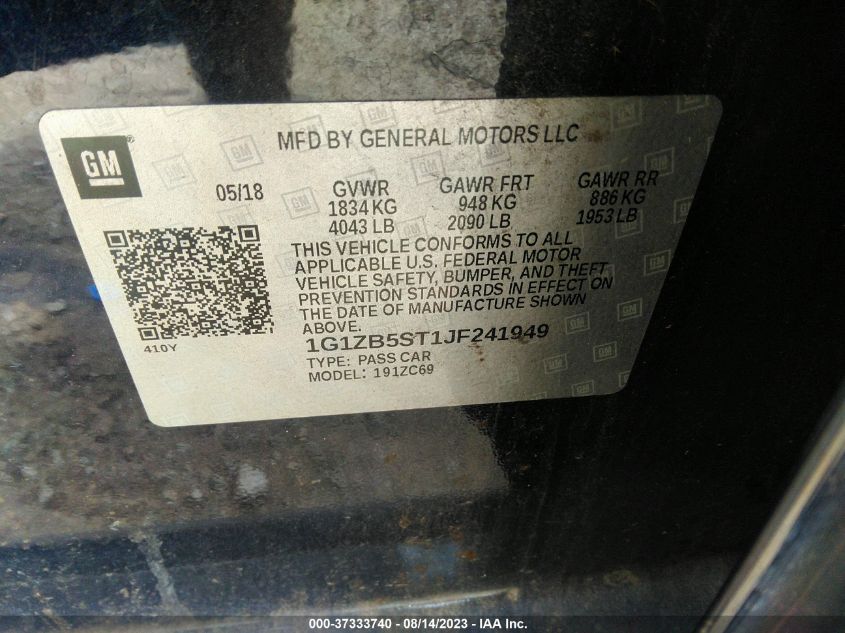 GM
MFD BY GENERAL MOTORS LLC
05/18
GVWR
1834 KG
4043 LB
GAWR FRT
948 KG
2090 LB
GAWR RR
886 KG
1953 LB
THIS VEHICLE CONFORMS TO ALL
APPLICABLE U.S. FEDERAL MOTOR
VEHICLE SAFETY, BUMPER, AND THEFT
PREVENTION STANDARDS IN EFFECT ON
THE DATE OF MANUFACTURE SHOWN
ABOVE.
410Y
1G1ZB5ST1JF241949
TYPE: PASS CAR
MODEL: 191ZC69
000-37333740 - 08/14/2023 - IAA Inc.